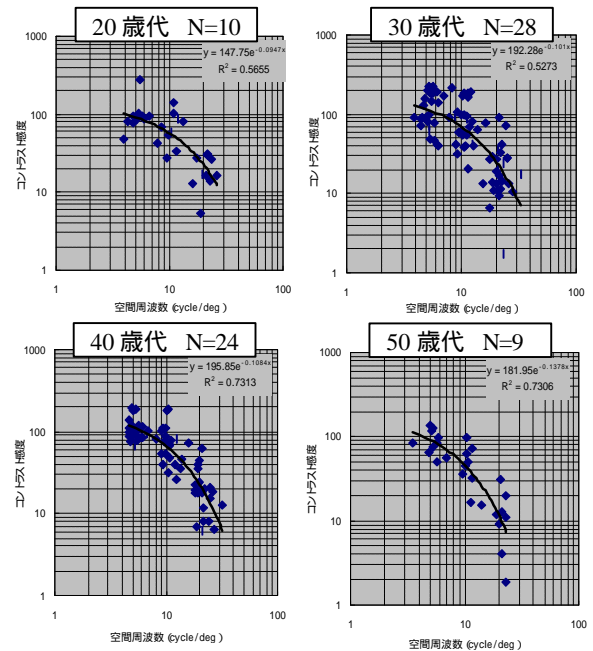 20 歳代 N=10
y = 147.75e^-0.0947x
R² = 0.5655
1000
100
10
1
コントラスト感度
1
10
100
空間周波数 (cycle/deg)
30 歳代 N=28
y = 192.28e^-0.101x
R² = 0.5273
1000
100
10
1
コントラスト感度
1
10
100
空間周波数 (cycle/deg)
40 歳代 N=24
y = 195.85e^-0.1084x
R² = 0.7313
1000
100
10
1
コントラスト感度
1
10
100
空間周波数 (cycle/deg)
50 歳代 N=9
y = 181.95e^-0.1378x
R² = 0.7306
1000
100
10
1
コントラスト感度
1
10
100
空間周波数 (cycle/deg)